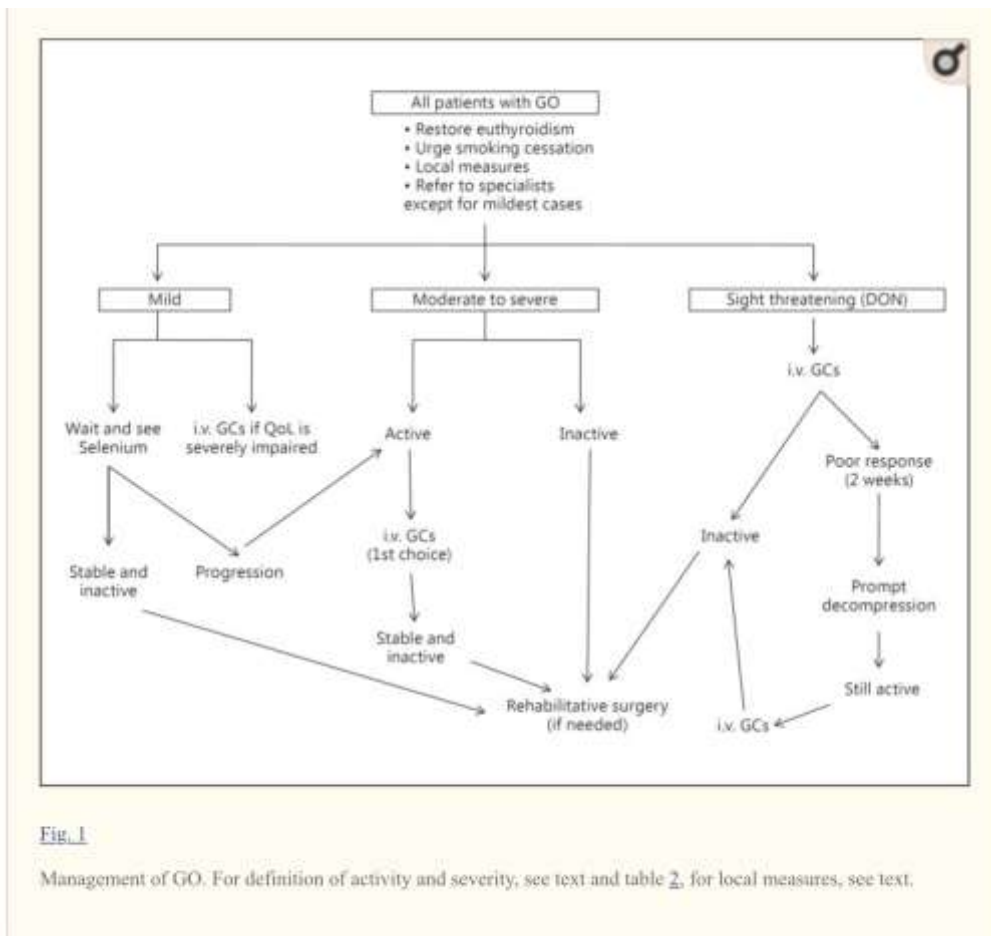 All patients with GO
• Restore euthyroidism
• Urge smoking cessation
• Local measures
• Refer to specialists
except for mildest cases
Mild
Moderate to severe
Sight threatening (DON)
i.v. GCs
Wait and see
Selenium
i.v. GCs if QoL is
severely impaired
Active
Inactive
Poor response
(2 weeks)
i.v. GCs
(1st choice)
Inactive
Stable and
inactive
Progression
Prompt
decompression
Stable and
inactive
Still active
Rehabilitative surgery
(if needed)
i.v. GCs
Fig. 1
Management of GO. For definition of activity and severity, see text and table 2, for local measures, see text.